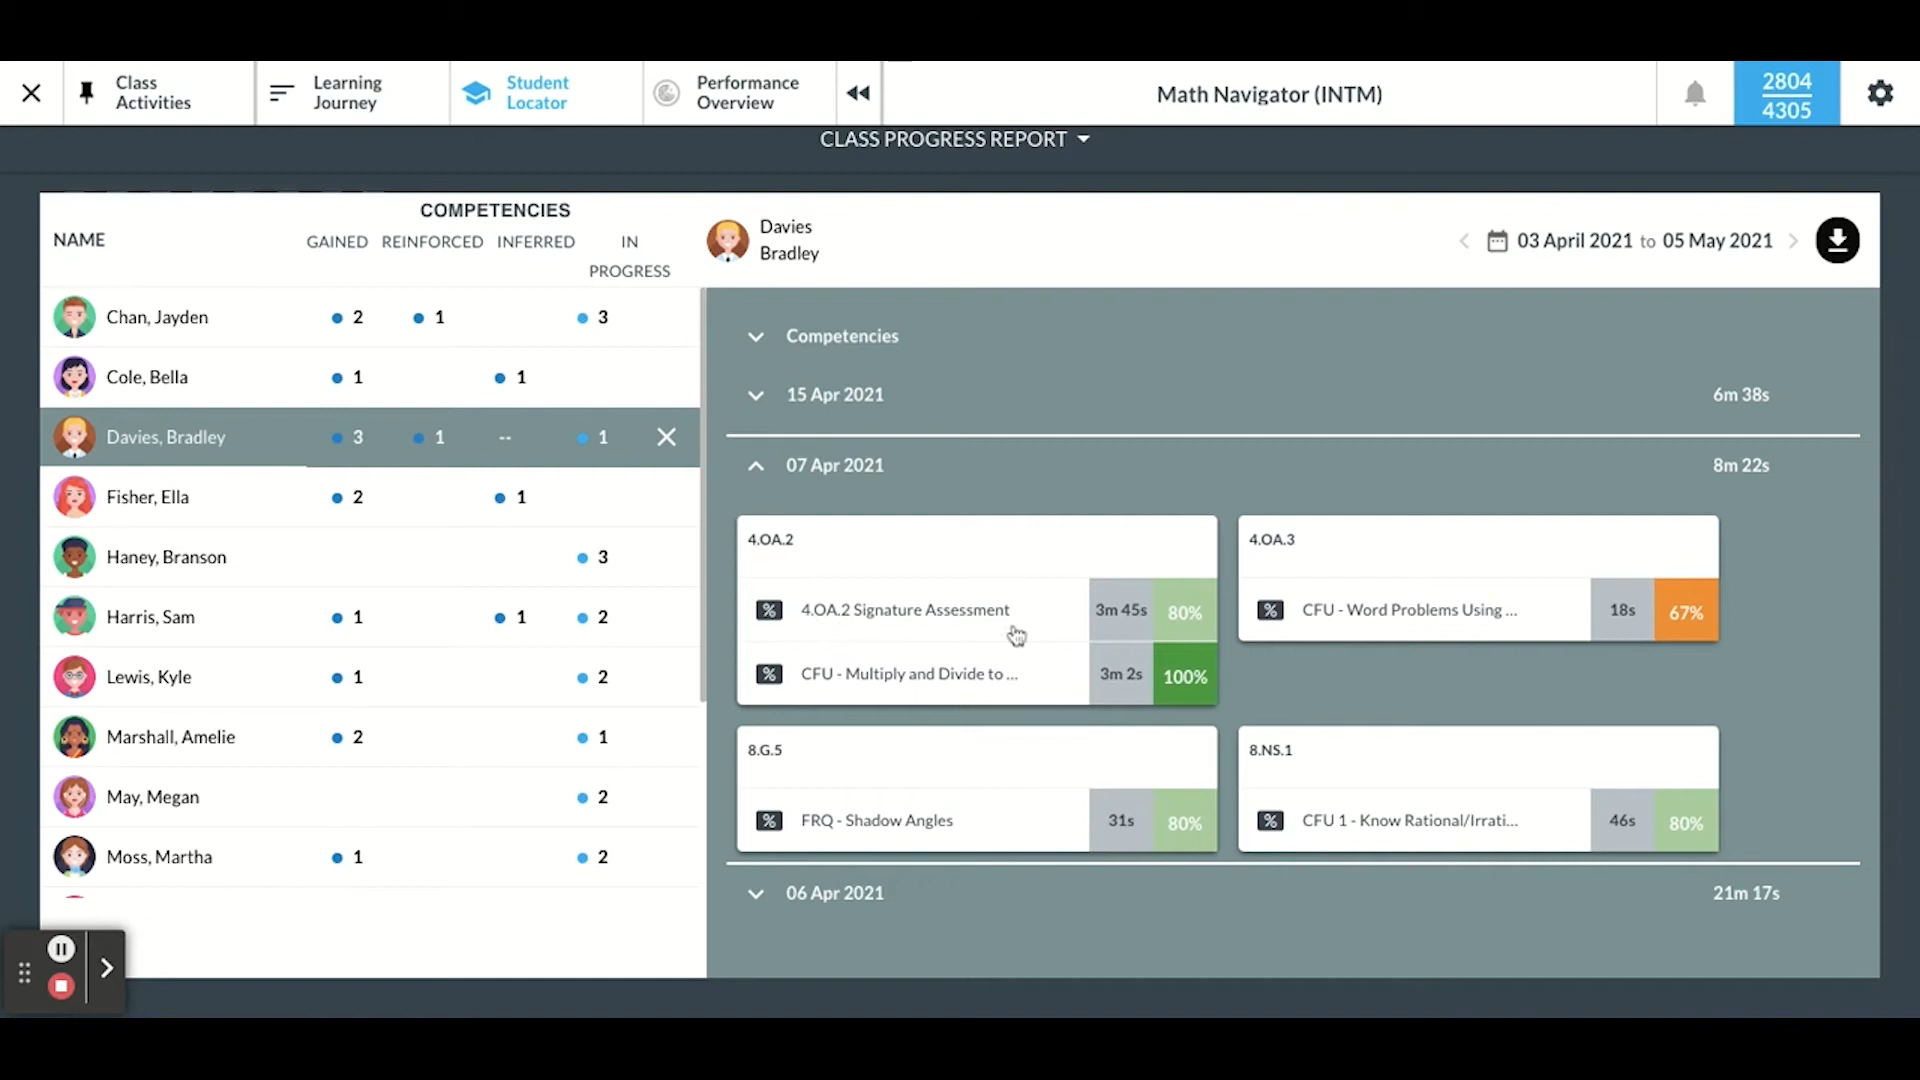 Class Activities
Learning Journey
Student Locator
Performance Overview
Math Navigator (INTM)
2804
4305
CLASS PROGRESS REPORT
NAME
COMPETENCIES
GAINED REINFORCED INFERRED IN PROGRESS
Davies Bradley
03 April 2021 to 05 May 2021
Chan, Jayden 2 1 3
Cole, Bella 1 1
Davies, Bradley 3 1 -- 1
Fisher, Ella 2 1
Haney, Branson 3
Harris, Sam 1 1 2
Lewis, Kyle 1 2
Marshall, Amelie 2 1
May, Megan 2
Moss, Martha 1 2
Competencies
15 Apr 2021 6m 38s
07 Apr 2021 8m 22s
4.OA.2
% 4.OA.2 Signature Assessment 3m 45s 80%
% CFU - Multiply and Divide to ... 3m 2s 100%
4.OA.3
% CFU - Word Problems Using ... 18s 67%
8.G.5
% FRQ - Shadow Angles 31s 80%
8.NS.1
% CFU 1 - Know Rational/Irrati... 46s 80%
06 Apr 2021 21m 17s